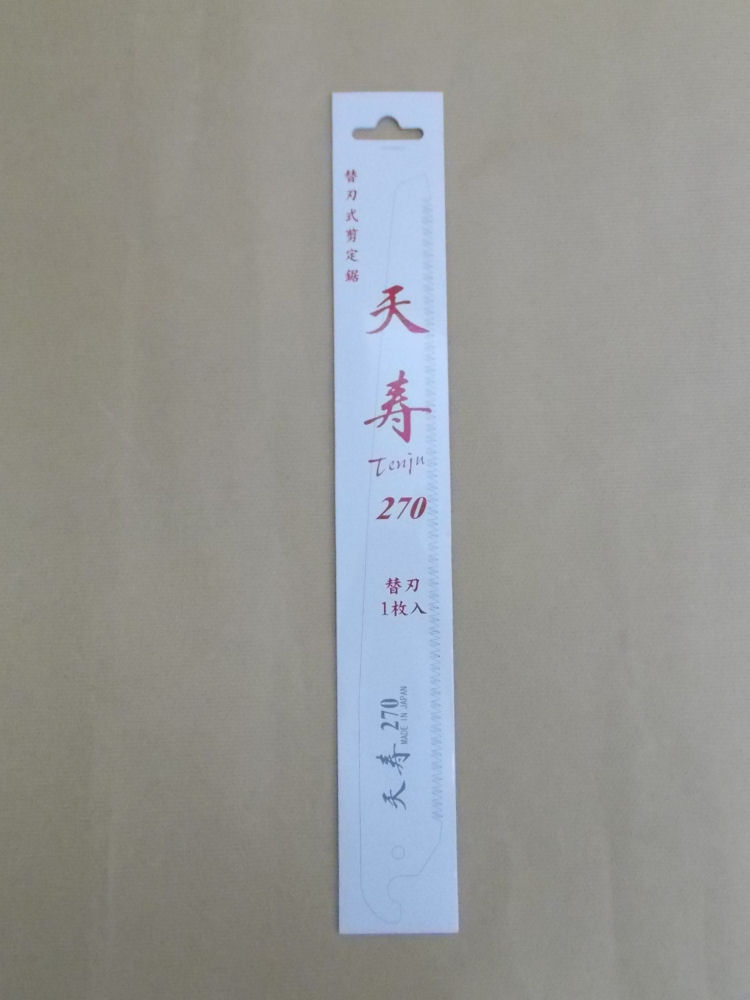 替刃式剪定鋸
天寿
Tenju
270
替刃
1枚入
天寿 270
MADE IN JAPAN